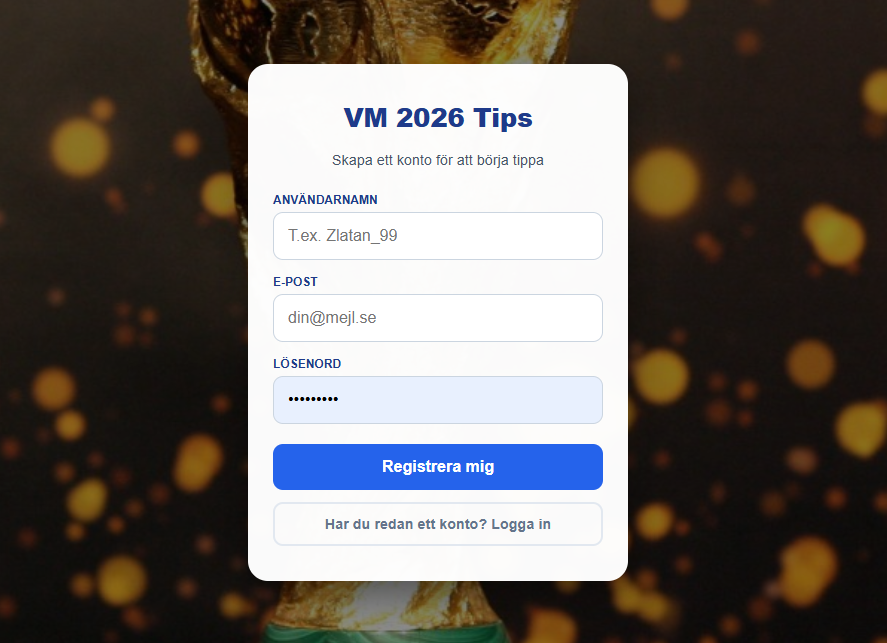 VM 2026 Tips
Skapa ett konto för att börja tippa
ANVÄNDARNAMN
T.ex. Zlatan_99
E-POST
din@mejl.se
LÖSENORD
•••••••••
Registrera mig
Har du redan ett konto? Logga in